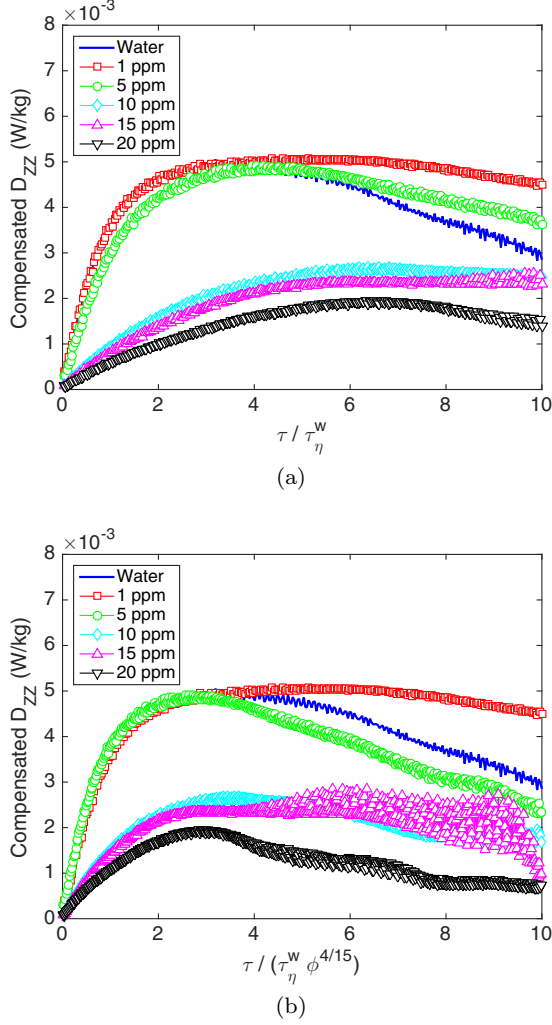 ×10⁻³
8
7
6
5
4
3
2
1
0
Compensated D_ZZ (W/kg)
Water
1 ppm
5 ppm
10 ppm
15 ppm
20 ppm
0 2 4 6 8 10
τ / τ_η^w
(a)
×10⁻³
8
7
6
5
4
3
2
1
0
Compensated D_ZZ (W/kg)
Water
1 ppm
5 ppm
10 ppm
15 ppm
20 ppm
0 2 4 6 8 10
τ / (τ_η^w ϕ^4/15)
(b)